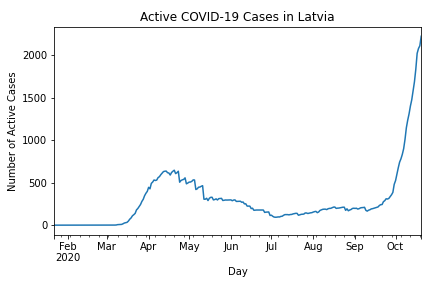 Active COVID-19 Cases in Latvia
Number of Active Cases
2000
1500
1000
500
0
Feb Mar Apr May Jun Jul Aug Sep Oct
2020
Day